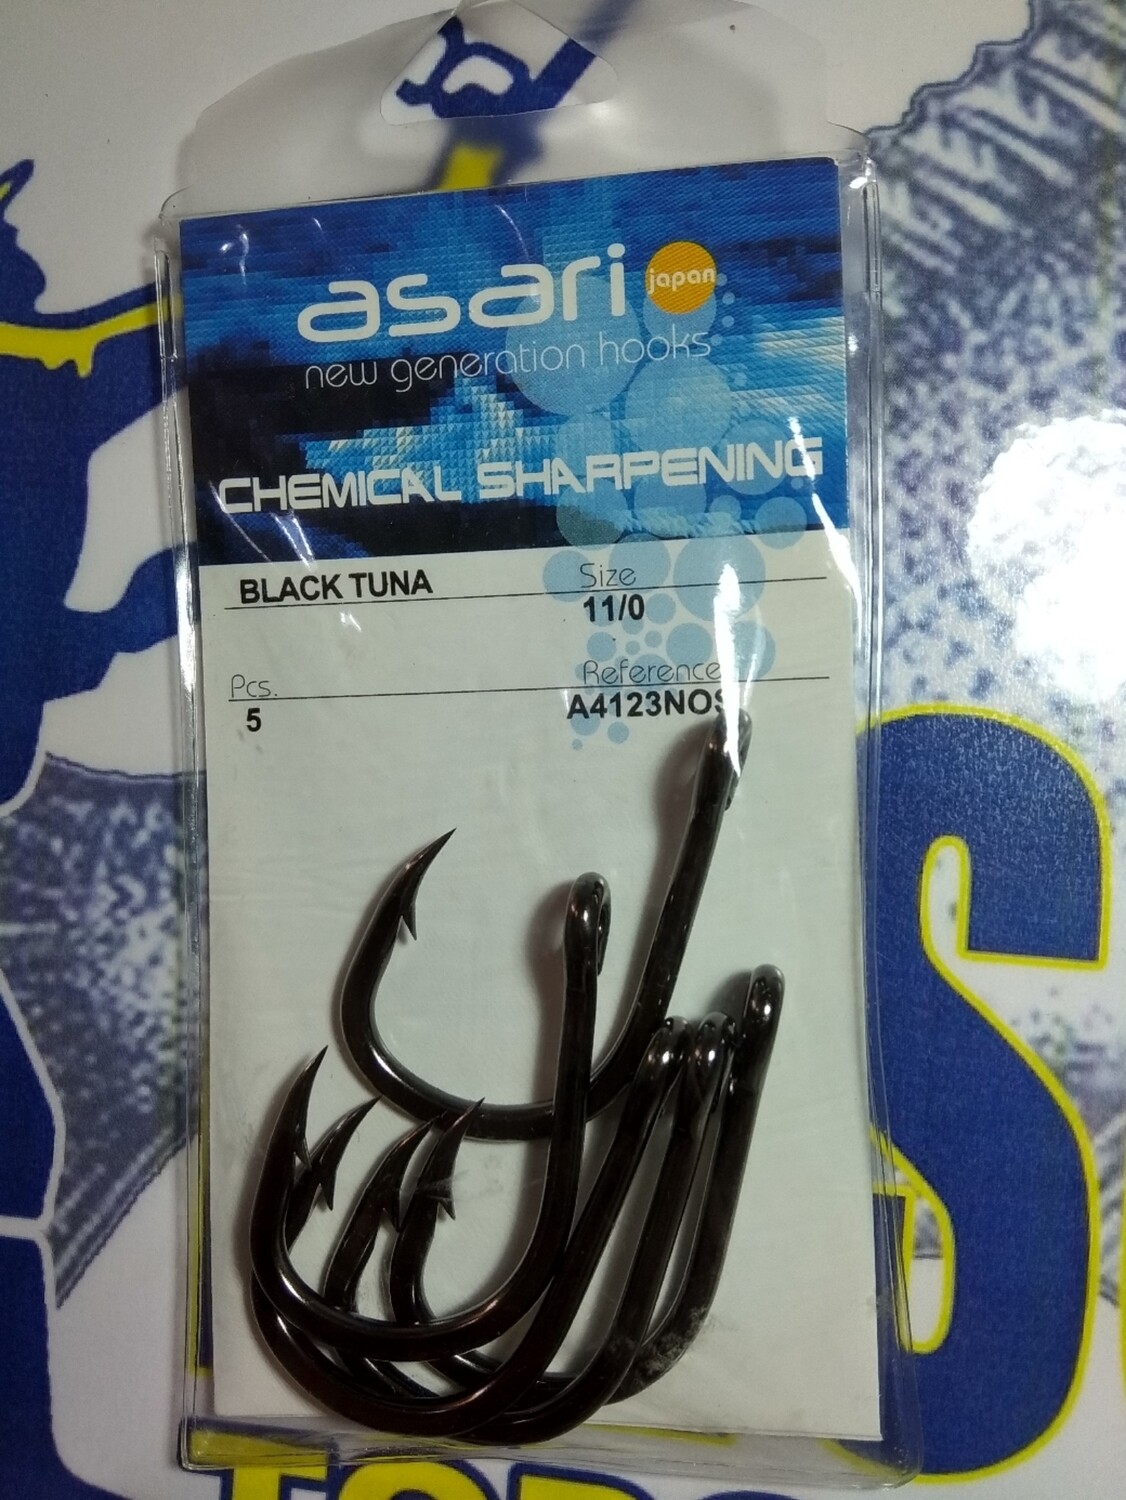 asari japan
new generation hooks
CHEMICAL SHARPENING
BLACK TUNA
Size
11/0
Pcs.
5
Reference
A4123NOS
S